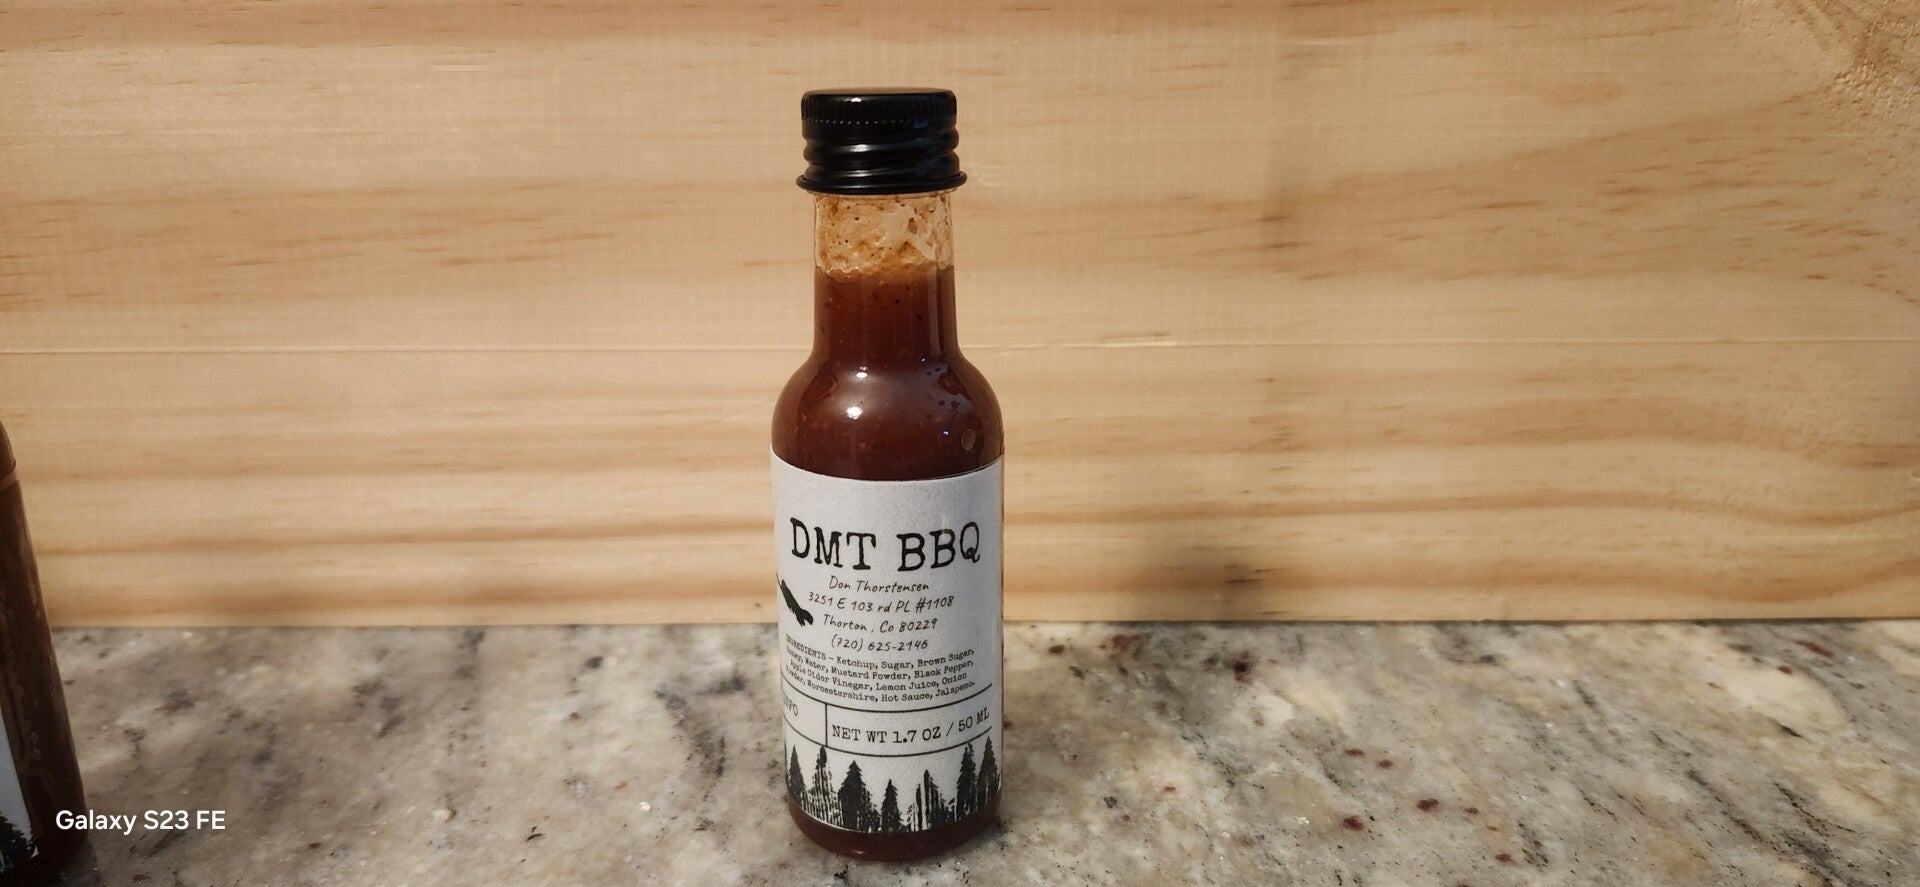 DMT BBQ
Don Thorstensen
3251 E 103 rd PL #1108
Thorton, Co 80229
(720) 625-2146
INGREDIENTS - Ketchup, Sugar, Brown Sugar,
Honey, Water, Mustard Powder, Black Pepper,
Apple Cider Vinegar, Lemon Juice, Onion
Powder, Worcestershire, Hot Sauce, Jalapeno.
NET WT 1.7 OZ / 50 ML
Galaxy S23 FE